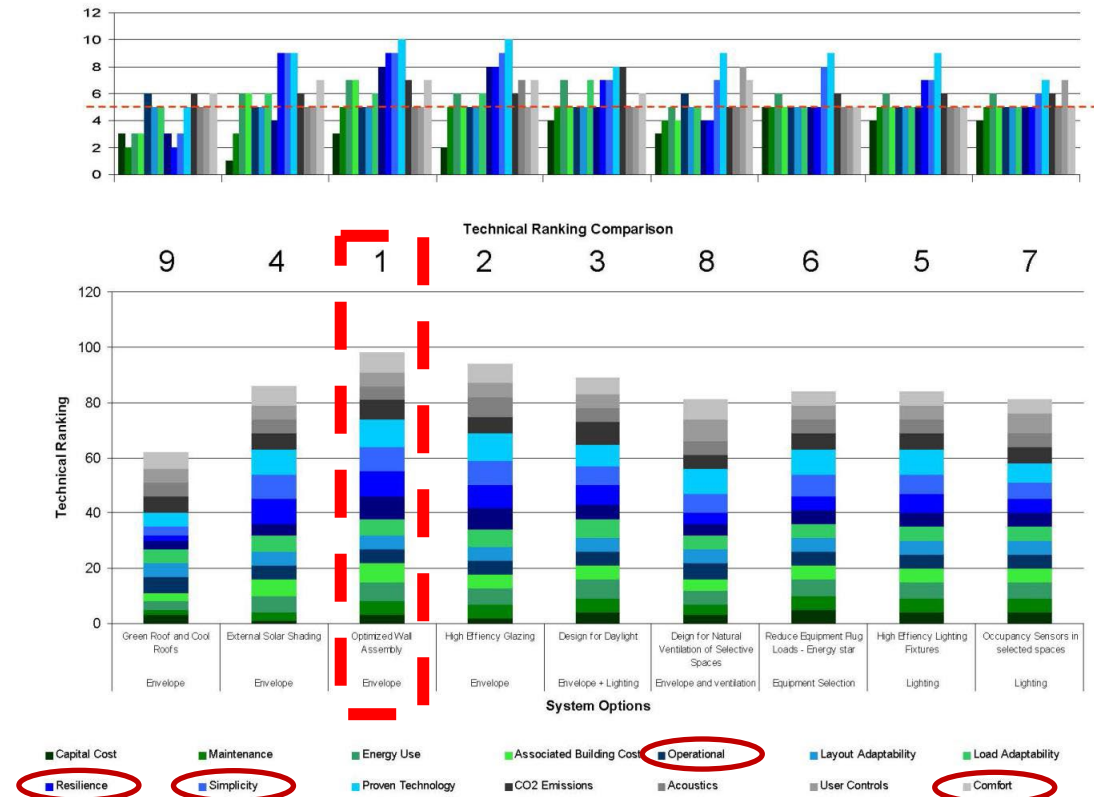 12
10
8
6
4
2
0
Technical Ranking Comparison
9 4 1 2 3 8 6 5 7
Technical Ranking
120
100
80
60
40
20
0
Green Roof and Cool Roofs
External Solar Shading
Optimized Wall Assembly
High Effiency Glazing
Design for Daylight
Deign for Natural Ventilation of Selective Spaces
Reduce Equipment Plug Loads - Energy star
High Effiency Lighting Fixtures
Occupancy Sensors in selected spaces
Envelope Envelope Envelope Envelope Envelope + Lighting Envelope and ventilation Equipment Selection Lighting Lighting
System Options
Capital Cost Maintenance Energy Use Associated Building Cost Operational Layout Adaptability Load Adaptability
Resilience Simplicity Proven Technology CO2 Emissions Acoustics User Controls Comfort